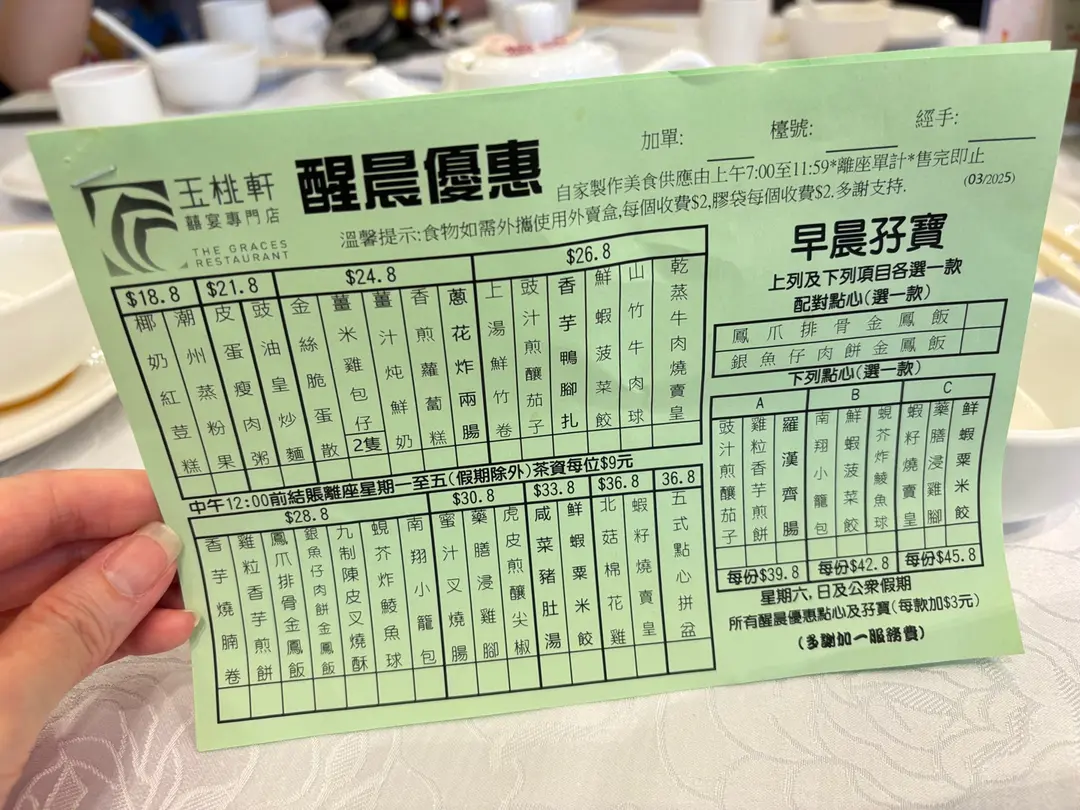 加單:
檯號:
經手:
玉桃軒
囍宴專門店
THE GRACES
RESTAURANT
醒晨優惠
自家製作美食供應由上午7:00至11:59*離座單計*售完即止
(03/2025)
溫馨提示:食物如需外攜使用外賣盒,每個收費$2,膠袋每個收費$2.多謝支持.
$18.8
椰奶紅荳糕
潮州蒸粉果
$21.8
皮蛋瘦肉粥
豉油皇炒麵
$24.8
金絲脆蛋散
薑米雞包仔2隻
薑汁炖鮮奶
香煎蘿蔔糕
蔥花炸兩腸
$26.8
上湯鮮竹卷
豉汁煎釀茄子
香芋鴨腳扎
鮮蝦菠菜餃
山竹牛肉球
乾蒸牛肉燒賣皇
中午12:00前結賬離座星期一至五(假期除外)茶資每位$9元
$28.8
香芋燒腩卷
雞粒香芋煎餅
鳳爪排骨金鳳飯
銀魚仔肉餅金鳳飯
九制陳皮叉燒酥
蜆芥炸鯪魚球
南翔小籠包
$30.8
蜜汁叉燒腸
藥膳浸雞腳
虎皮煎釀尖椒
$33.8
咸菜豬肚湯
鮮蝦粟米餃
$36.8
北菇棉花雞
蝦籽燒賣皇
36.8
五式點心拼盆
早晨孖寶
上列及下列項目各選一款
配對點心(選一款)
鳳爪排骨金鳳飯
銀魚仔肉餅金鳳飯
下列點心(選一款)
A
豉汁煎釀茄子
雞粒香芋煎餅
羅漢齊腸
每份$39.8
B
南翔小籠包
鮮蝦菠菜餃
蜆芥炸鯪魚球
每份$42.8
C
蝦籽燒賣皇
藥膳浸雞腳
鮮蝦粟米餃
每份$45.8
星期六,日及公衆假期
所有醒晨優惠點心及孖寶(每款加$3元)
(多謝加一服務費)